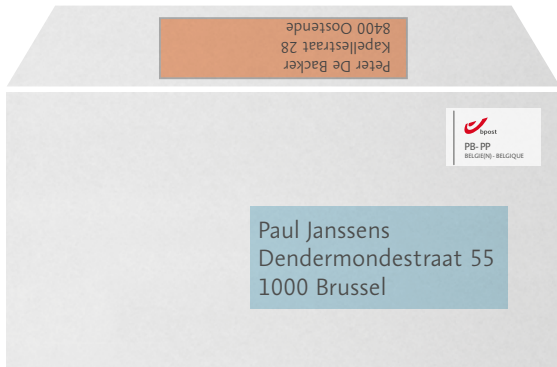 Peter De Backer
Kapellestraat 28
8400 Oostende
bpost
PB- PP
BELGIE(N) - BELGIQUE
Paul Janssens
Dendermondestraat 55
1000 Brussel